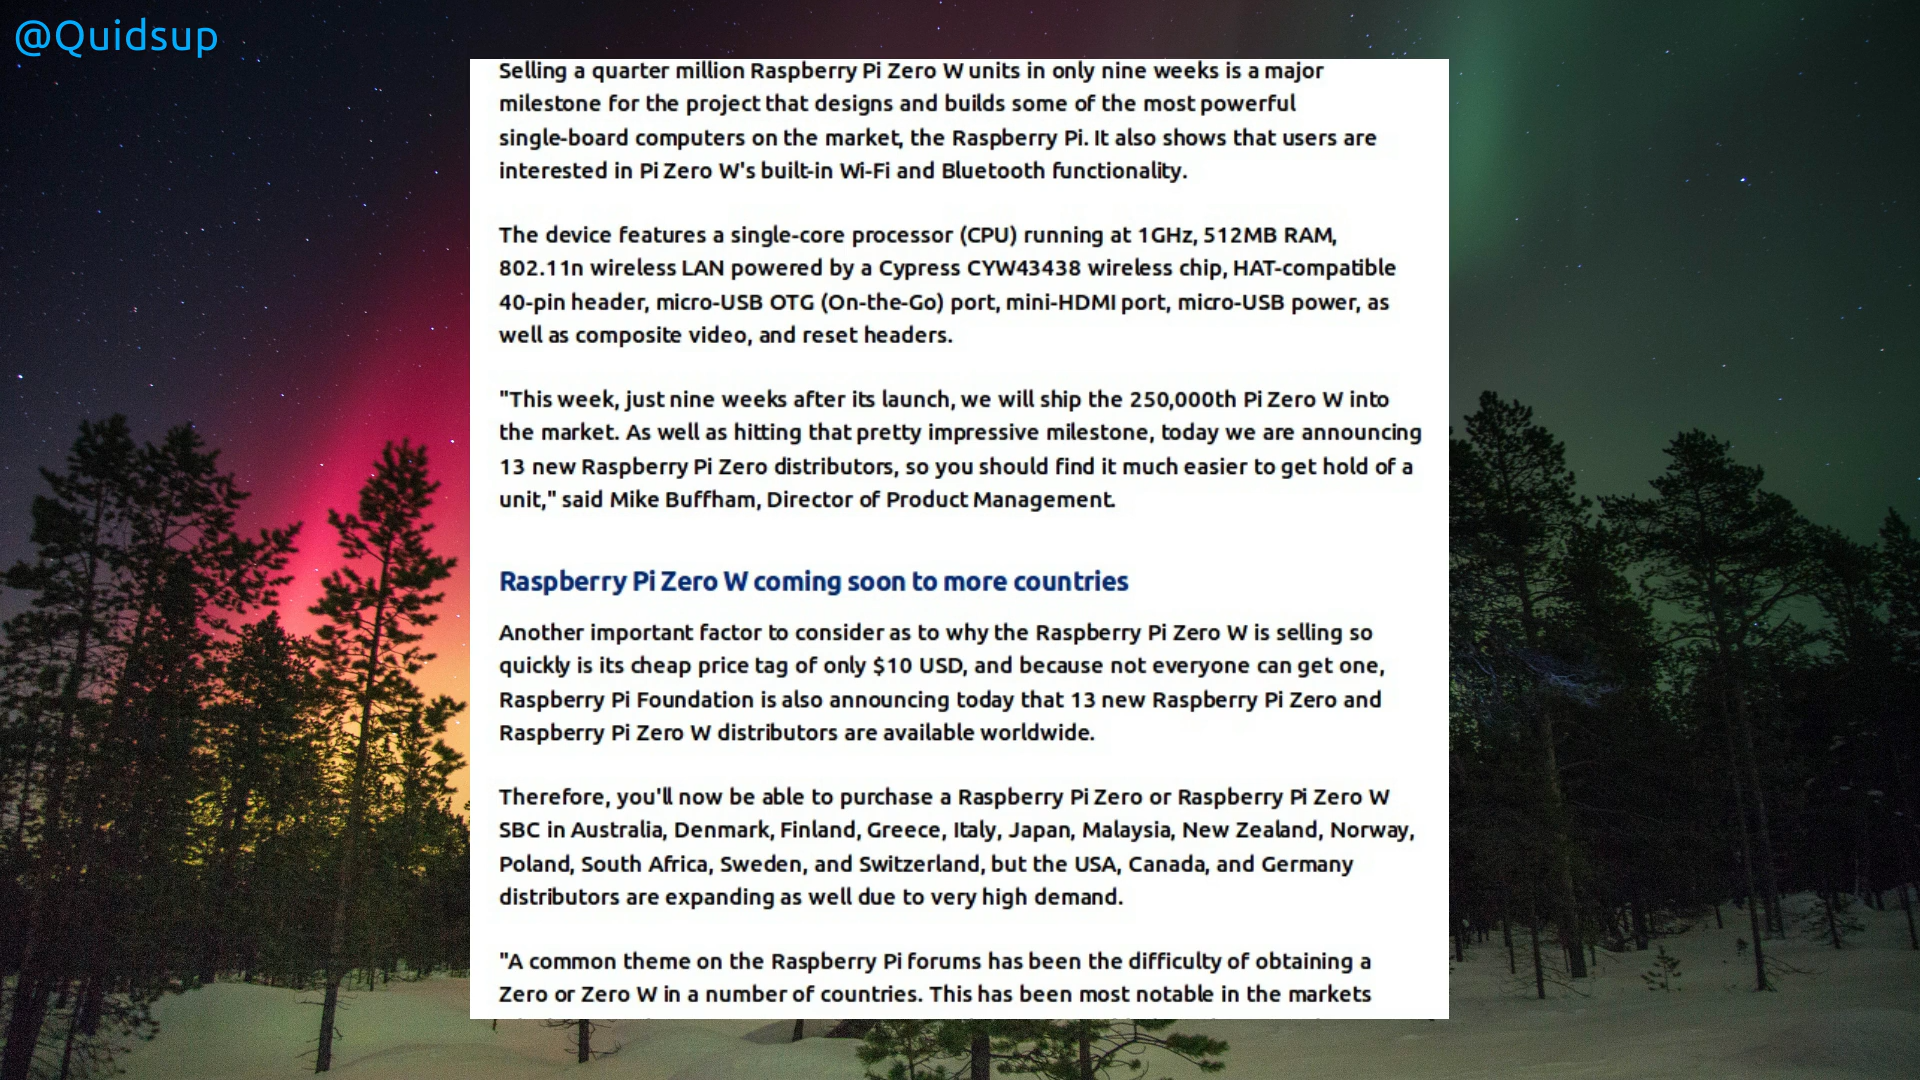 @Quidsup
Selling a quarter million Raspberry Pi Zero W units in only nine weeks is a major
milestone for the project that designs and builds some of the most powerful
single-board computers on the market, the Raspberry Pi. It also shows that users are
interested in Pi Zero W's built-in Wi-Fi and Bluetooth functionality.
The device features a single-core processor (CPU) running at 1GHz, 512MB RAM,
802.11n wireless LAN powered by a Cypress CYW43438 wireless chip, HAT-compatible
40-pin header, micro-USB OTG (On-the-Go) port, mini-HDMI port, micro-USB power, as
well as composite video, and reset headers.
"This week, just nine weeks after its launch, we will ship the 250,000th Pi Zero W into
the market. As well as hitting that pretty impressive milestone, today we are announcing
13 new Raspberry Pi Zero distributors, so you should find it much easier to get hold of a
unit," said Mike Buffham, Director of Product Management.
Raspberry Pi Zero W coming soon to more countries
Another important factor to consider as to why the Raspberry Pi Zero W is selling so
quickly is its cheap price tag of only $10 USD, and because not everyone can get one,
Raspberry Pi Foundation is also announcing today that 13 new Raspberry Pi Zero and
Raspberry Pi Zero W distributors are available worldwide.
Therefore, you'll now be able to purchase a Raspberry Pi Zero or Raspberry Pi Zero W
SBC in Australia, Denmark, Finland, Greece, Italy, Japan, Malaysia, New Zealand, Norway,
Poland, South Africa, Sweden, and Switzerland, but the USA, Canada, and Germany
distributors are expanding as well due to very high demand.
"A common theme on the Raspberry Pi forums has been the difficulty of obtaining a
Zero or Zero W in a number of countries. This has been most notable in the markets